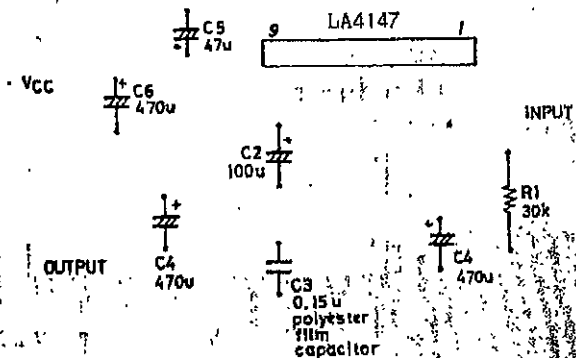 LA4147
9
1
C5
47u
VCC
C6
470u
INPUT
C2
100u
R1
30k
C4
470u
C4
470u
OUTPUT
C3
0.15u
polyester
film
capacitor